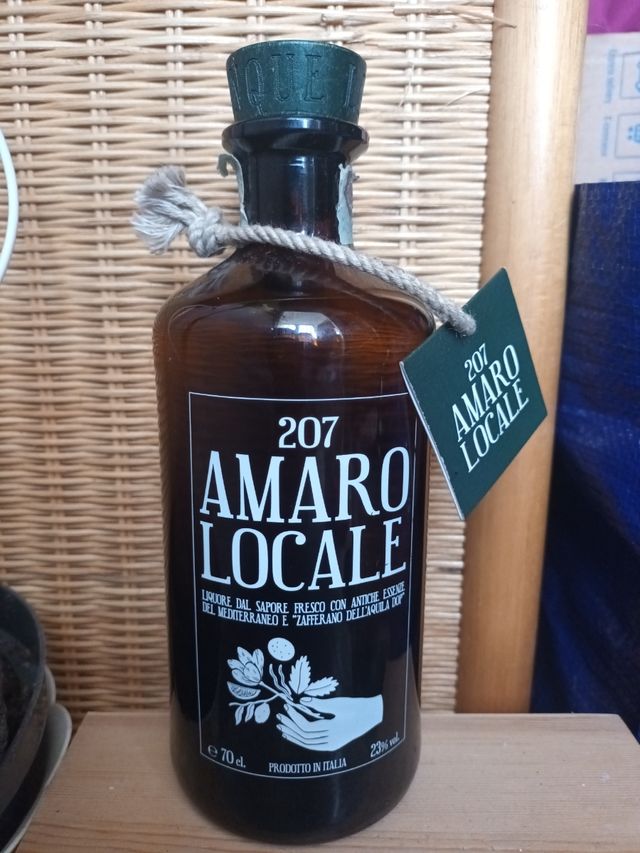 207
AMARO
LOCALE
207
AMARO
LOCALE
LIQUORE DAL SAPORE FRESCO CON ANTICHE ESSENZE
DEL MEDITERRANEO E "ZAFFERANO DELL'AQUILA DOP"
e 70 cl.
PRODOTTO IN ITALIA
23% vol.